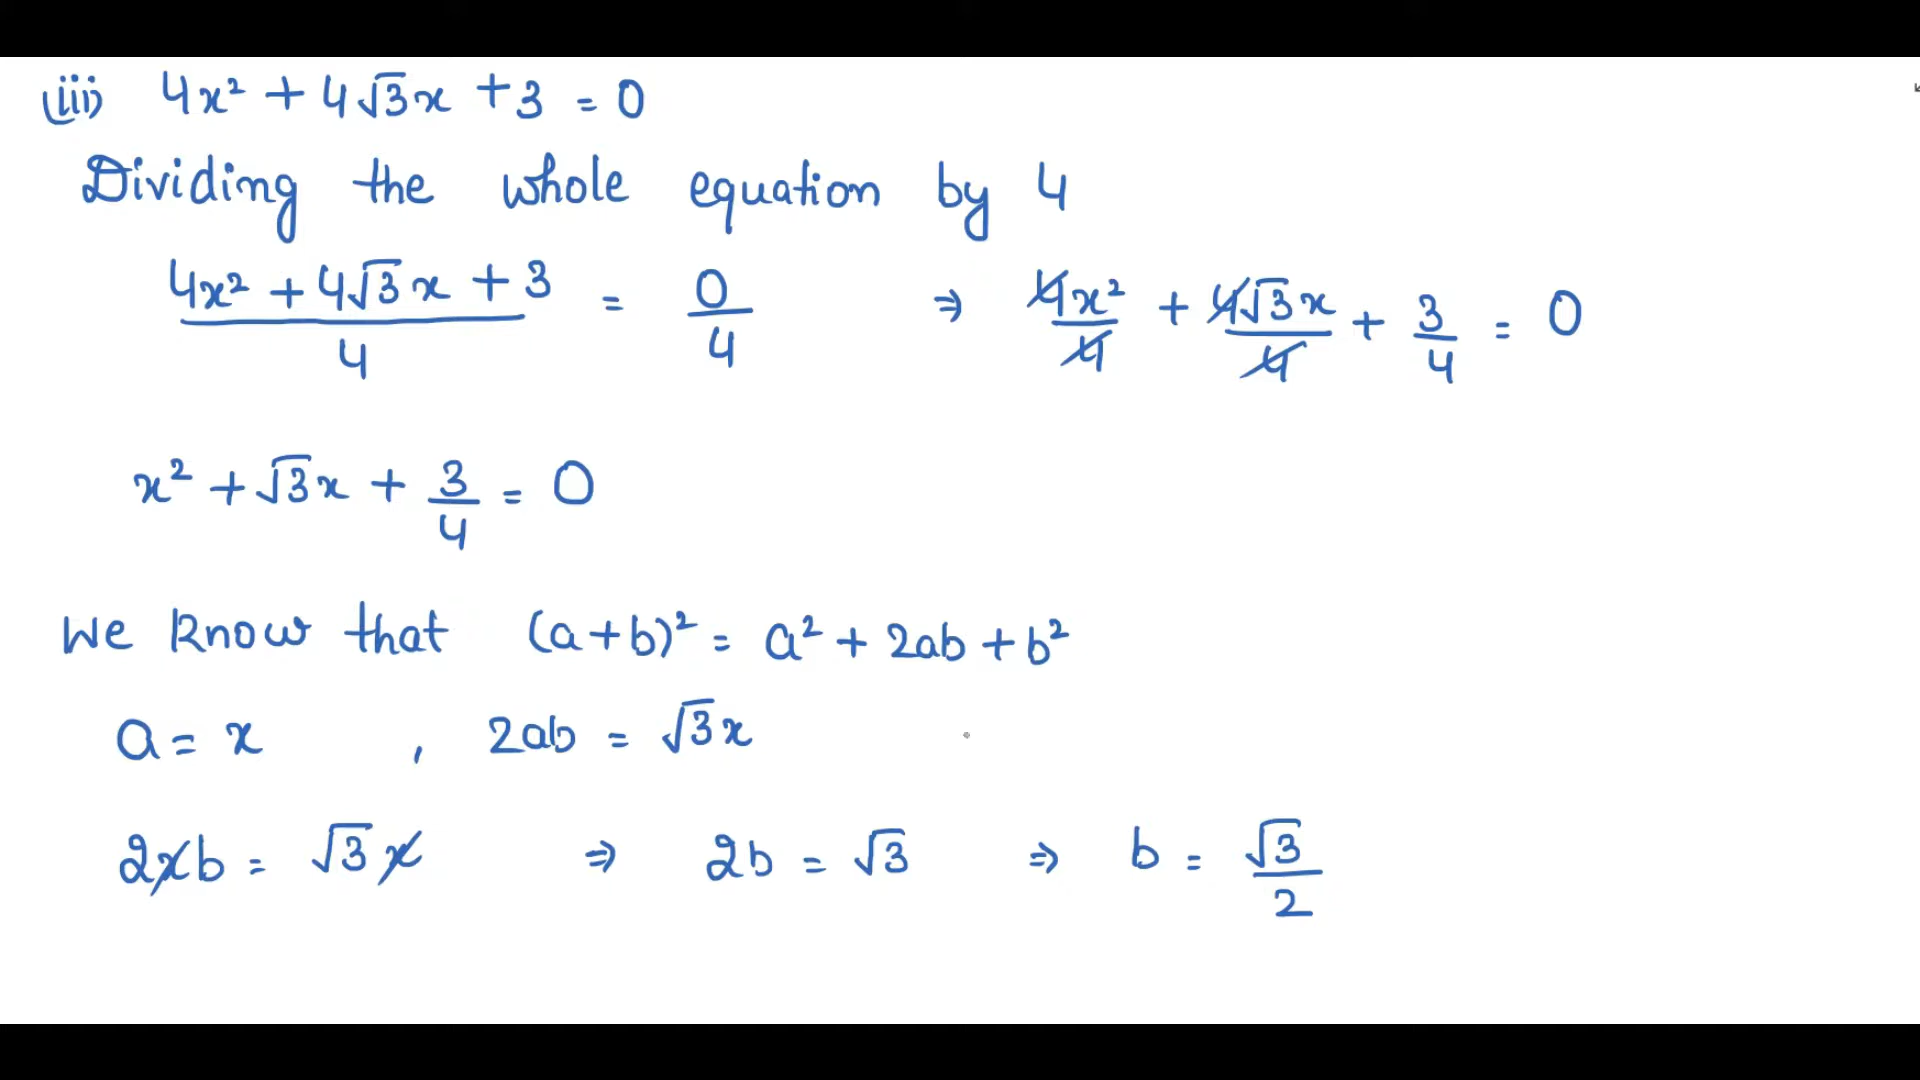 (iii) 4x² + 4√3x + 3 = 0
Dividing the whole equation by 4
(4x² + 4√3x + 3)/4 = 0/4 ⇒ 4x²/4 + 4√3x/4 + 3/4 = 0
x² + √3x + 3/4 = 0
We know that (a+b)² = a² + 2ab + b²
a = x , 2ab = √3x
2xb = √3x ⇒ 2b = √3 ⇒ b = √3/2